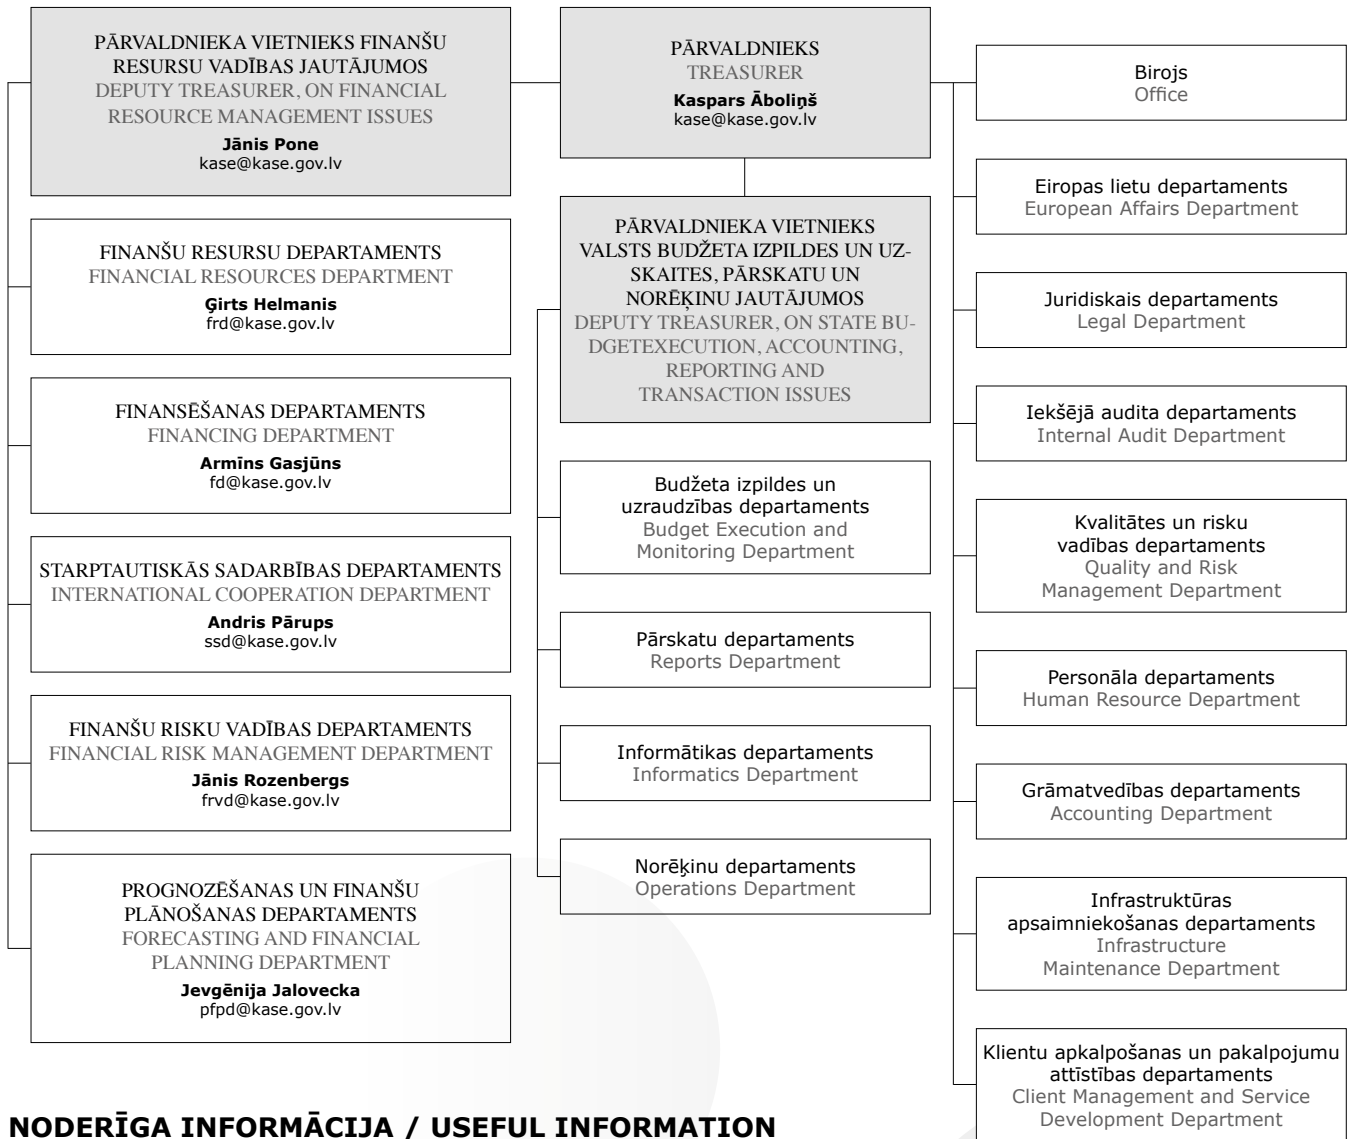 PĀRVALDNIEKA VIETNIEKS FINANŠU
RESURSU VADĪBAS JAUTĀJUMOS
DEPUTY TREASURER, ON FINANCIAL
RESOURCE MANAGEMENT ISSUES
Jānis Pone
kase@kase.gov.lv
FINANŠU RESURSU DEPARTAMENTS
FINANCIAL RESOURCES DEPARTMENT
Ģirts Helmanis
frd@kase.gov.lv
FINANSĒŠANAS DEPARTAMENTS
FINANCING DEPARTMENT
Armīns Gasjūns
fd@kase.gov.lv
STARPTAUTISKĀS SADARBĪBAS DEPARTAMENTS
INTERNATIONAL COOPERATION DEPARTMENT
Andris Pārups
ssd@kase.gov.lv
FINANŠU RISKU VADĪBAS DEPARTAMENTS
FINANCIAL RISK MANAGEMENT DEPARTMENT
Jānis Rozenbergs
frvd@kase.gov.lv
PROGNOZĒŠANAS UN FINANŠU
PLĀNOŠANAS DEPARTAMENTS
FORECASTING AND FINANCIAL
PLANNING DEPARTMENT
Jevgēnija Jalovecka
pfpd@kase.gov.lv
PĀRVALDNIEKS
TREASURER
Kaspars Āboliņš
kase@kase.gov.lv
PĀRVALDNIEKA VIETNIEKS
VALSTS BUDŽETA IZPILDES UN UZ-
SKAITES, PĀRSKATU UN
NORĒĶINU JAUTĀJUMOS
DEPUTY TREASURER, ON STATE BU-
DGETEXECUTION, ACCOUNTING,
REPORTING AND
TRANSACTION ISSUES
Budžeta izpildes un
uzraudzības departaments
Budget Execution and
Monitoring Department
Pārskatu departaments
Reports Department
Informātikas departaments
Informatics Department
Norēķinu departaments
Operations Department
Birojs
Office
Eiropas lietu departaments
European Affairs Department
Juridiskais departaments
Legal Department
Iekšējā audita departaments
Internal Audit Department
Kvalitātes un risku
vadības departaments
Quality and Risk
Management Department
Personāla departaments
Human Resource Department
Grāmatvedības departaments
Accounting Department
Infrastruktūras
apsaimniekošanas departaments
Infrastructure
Maintenance Department
Klientu apkalpošanas un pakalpojumu
attīstības departaments
Client Management and Service
Development Department
NODERĪGA INFORMĀCIJA / USEFUL INFORMATION